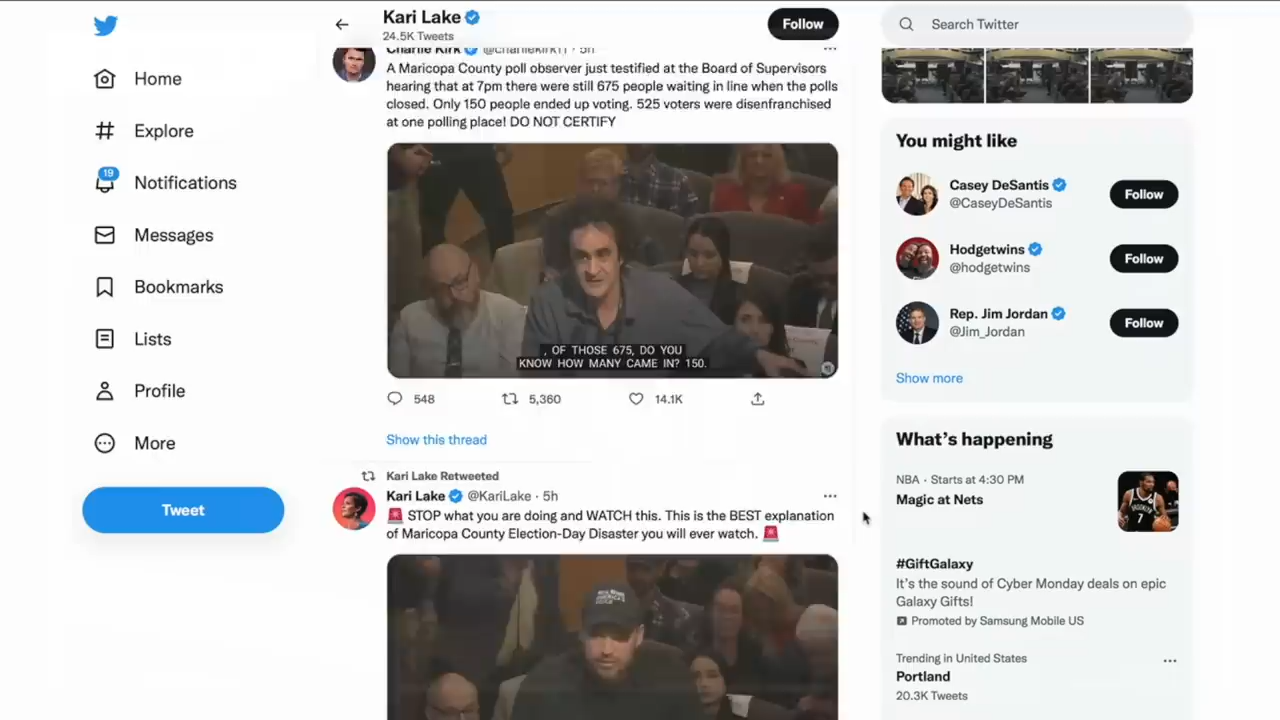 Kari Lake
24.5K Tweets
Follow
Home
Explore
19
Notifications
Messages
Bookmarks
Lists
Profile
More
Tweet
Charlie Kirk @charliekirk11 · 5h
A Maricopa County poll observer just testified at the Board of Supervisors
hearing that at 7pm there were still 675 people waiting in line when the polls
closed. Only 150 people ended up voting. 525 voters were disenfranchised
at one polling place! DO NOT CERTIFY
, OF THOSE 675, DO YOU
KNOW HOW MANY CAME IN? 150.
548
5,360
14.1K
Show this thread
Kari Lake Retweeted
Kari Lake @KariLake · 5h
🚨 STOP what you are doing and WATCH this. This is the BEST explanation
of Maricopa County Election-Day Disaster you will ever watch. 🚨
Search Twitter
You might like
Casey DeSantis
@CaseyDeSantis
Follow
Hodgetwins
@hodgetwins
Follow
Rep. Jim Jordan
@Jim_Jordan
Follow
Show more
What's happening
NBA · Starts at 4:30 PM
Magic at Nets
#GiftGalaxy
It's the sound of Cyber Monday deals on epic
Galaxy Gifts!
Promoted by Samsung Mobile US
Trending in United States
Portland
20.3K Tweets